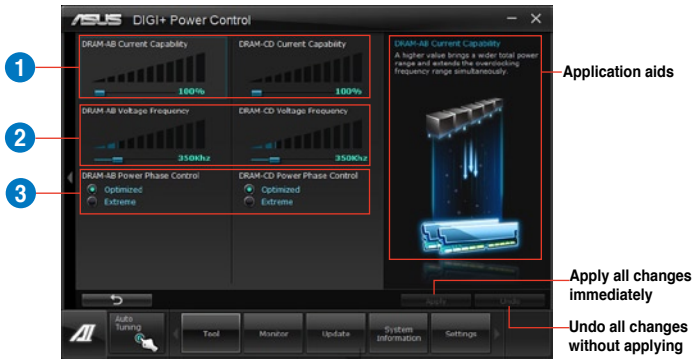 ASUS DIGI+ Power Control
DRAM-AB Current Capability
100%
DRAM-CD Current Capability
100%
DRAM-AB Current Capability
A higher value brings a wider total power
range and extends the overclocking
frequency range simultaneously.
Application aids
1
DRAM-AB Voltage Frequency
350Khz
DRAM-CD Voltage Frequency
350Khz
2
DRAM-AB Power Phase Control
Optimized
Extreme
DRAM-CD Power Phase Control
Optimized
Extreme
3
Apply
Undo
Apply all changes
immediately
Undo all changes
without applying
AI
Auto
Tuning
Tool
Monitor
Update
System
Information
Settings